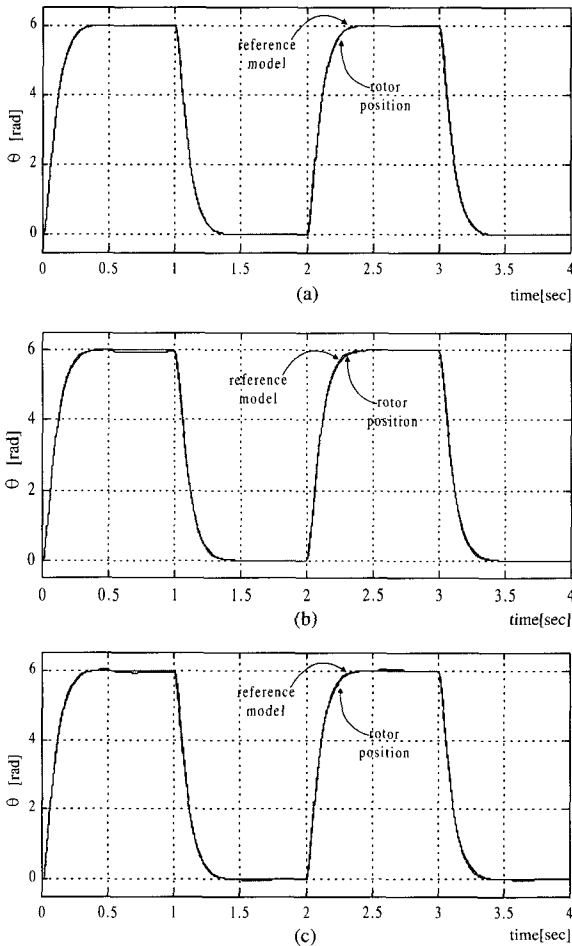 6
4
2
0
θ [rad]
reference
model
rotor
position
0 0.5 1 1.5 2 2.5 3 3.5 4
(a)
time[sec]
6
4
2
0
θ [rad]
reference
model
rotor
position
0 0.5 1 1.5 2 2.5 3 3.5 4
(b)
time[sec]
6
4
2
0
θ [rad]
reference
model
rotor
position
0 0.5 1 1.5 2 2.5 3 3.5 4
(c)
time[sec]